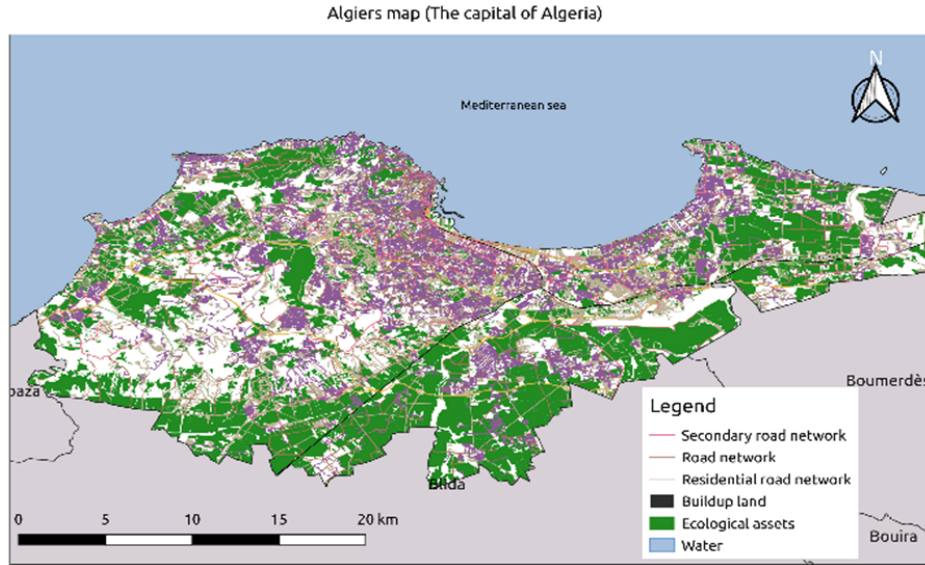 Algiers map (The capital of Algeria)
N
Mediterranean sea
paza
Boumerdès
Legend
Secondary road network
Road network
Residential road network
Buildup land
Ecological assets
Water
Blida
Bouira
0 5 10 15 20 km